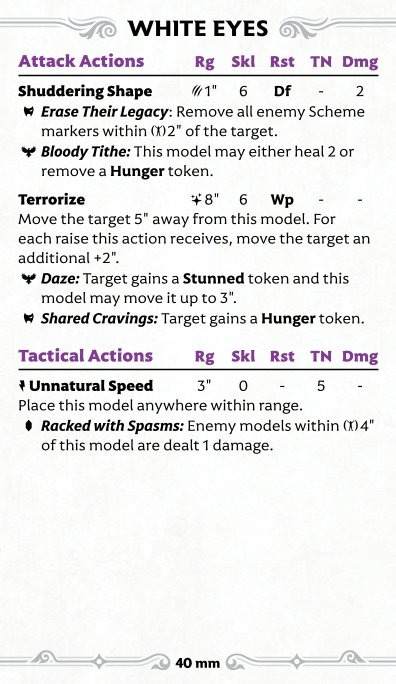 WHITE EYES
Attack Actions Rg Skl Rst TN Dmg
Shuddering Shape 1" 6 Df - 2
Erase Their Legacy: Remove all enemy Scheme
markers within 2" of the target.
Bloody Tithe: This model may either heal 2 or
remove a Hunger token.
Terrorize 8" 6 Wp - -
Move the target 5" away from this model. For
each raise this action receives, move the target an
additional +2".
Daze: Target gains a Stunned token and this
model may move it up to 3".
Shared Cravings: Target gains a Hunger token.
Tactical Actions Rg Skl Rst TN Dmg
Unnatural Speed 3" 0 - 5 -
Place this model anywhere within range.
Racked with Spasms: Enemy models within 4"
of this model are dealt 1 damage.
40 mm